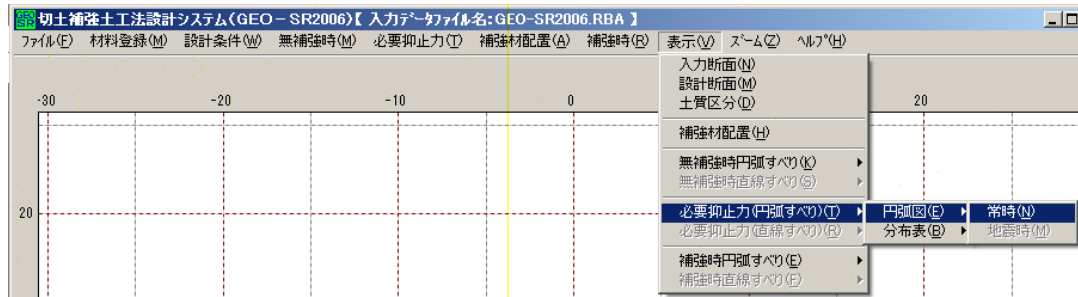 切土補強土工法設計システム(GEO－SR2006)【 入力ﾃﾞｰﾀﾌｧｲﾙ名:GEO-SR2006.RBA 】
ﾌｧｲﾙ(F) 材料登録(M) 設計条件(W) 無補強時(M) 必要抑止力(T) 補強材配置(A) 補強時(R) 表示(V) ｽﾞｰﾑ(Z) ﾍﾙﾌﾟ(H)
入力断面(N)
設計断面(M)
土質区分(D)
補強材配置(H)
無補強時円弧すべり(K)
無補強時直線すべり(S)
必要抑止力(円弧すべり)(T) 円弧図(E) 常時(N)
必要抑止力(直線すべり)(R) 分布表(B) 地震時(M)
補強時円弧すべり(E)
補強時直線すべり(F)
-30 -20 -10 0 20
20